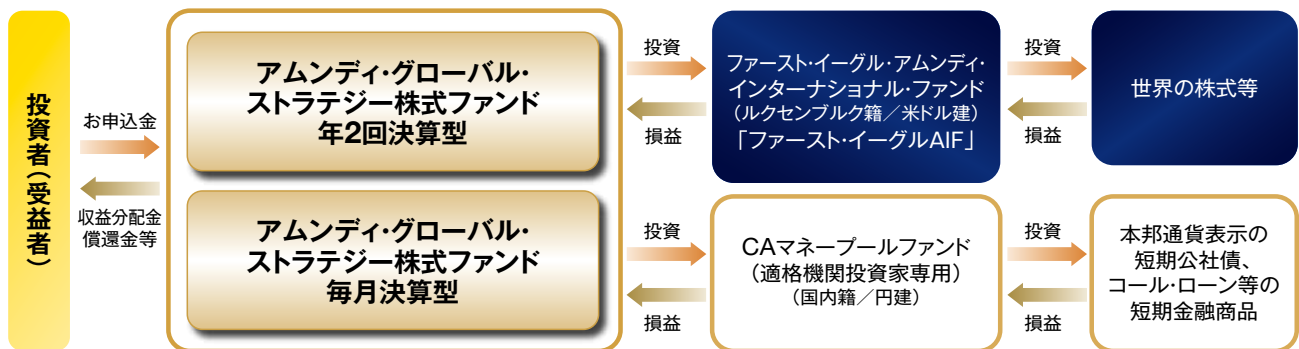 投資者（受益者）
お申込金
収益分配金
償還金等
アムンディ・グローバル・
ストラテジー株式ファンド
年2回決算型
アムンディ・グローバル・
ストラテジー株式ファンド
毎月決算型
投資
損益
ファースト・イーグル・アムンディ・
インターナショナル・ファンド
（ルクセンブルク籍／米ドル建）
「ファースト・イーグルAIF」
投資
損益
世界の株式等
投資
損益
CAマネープールファンド
（適格機関投資家専用）
（国内籍／円建）
投資
損益
本邦通貨表示の
短期公社債、
コール・ローン等の
短期金融商品